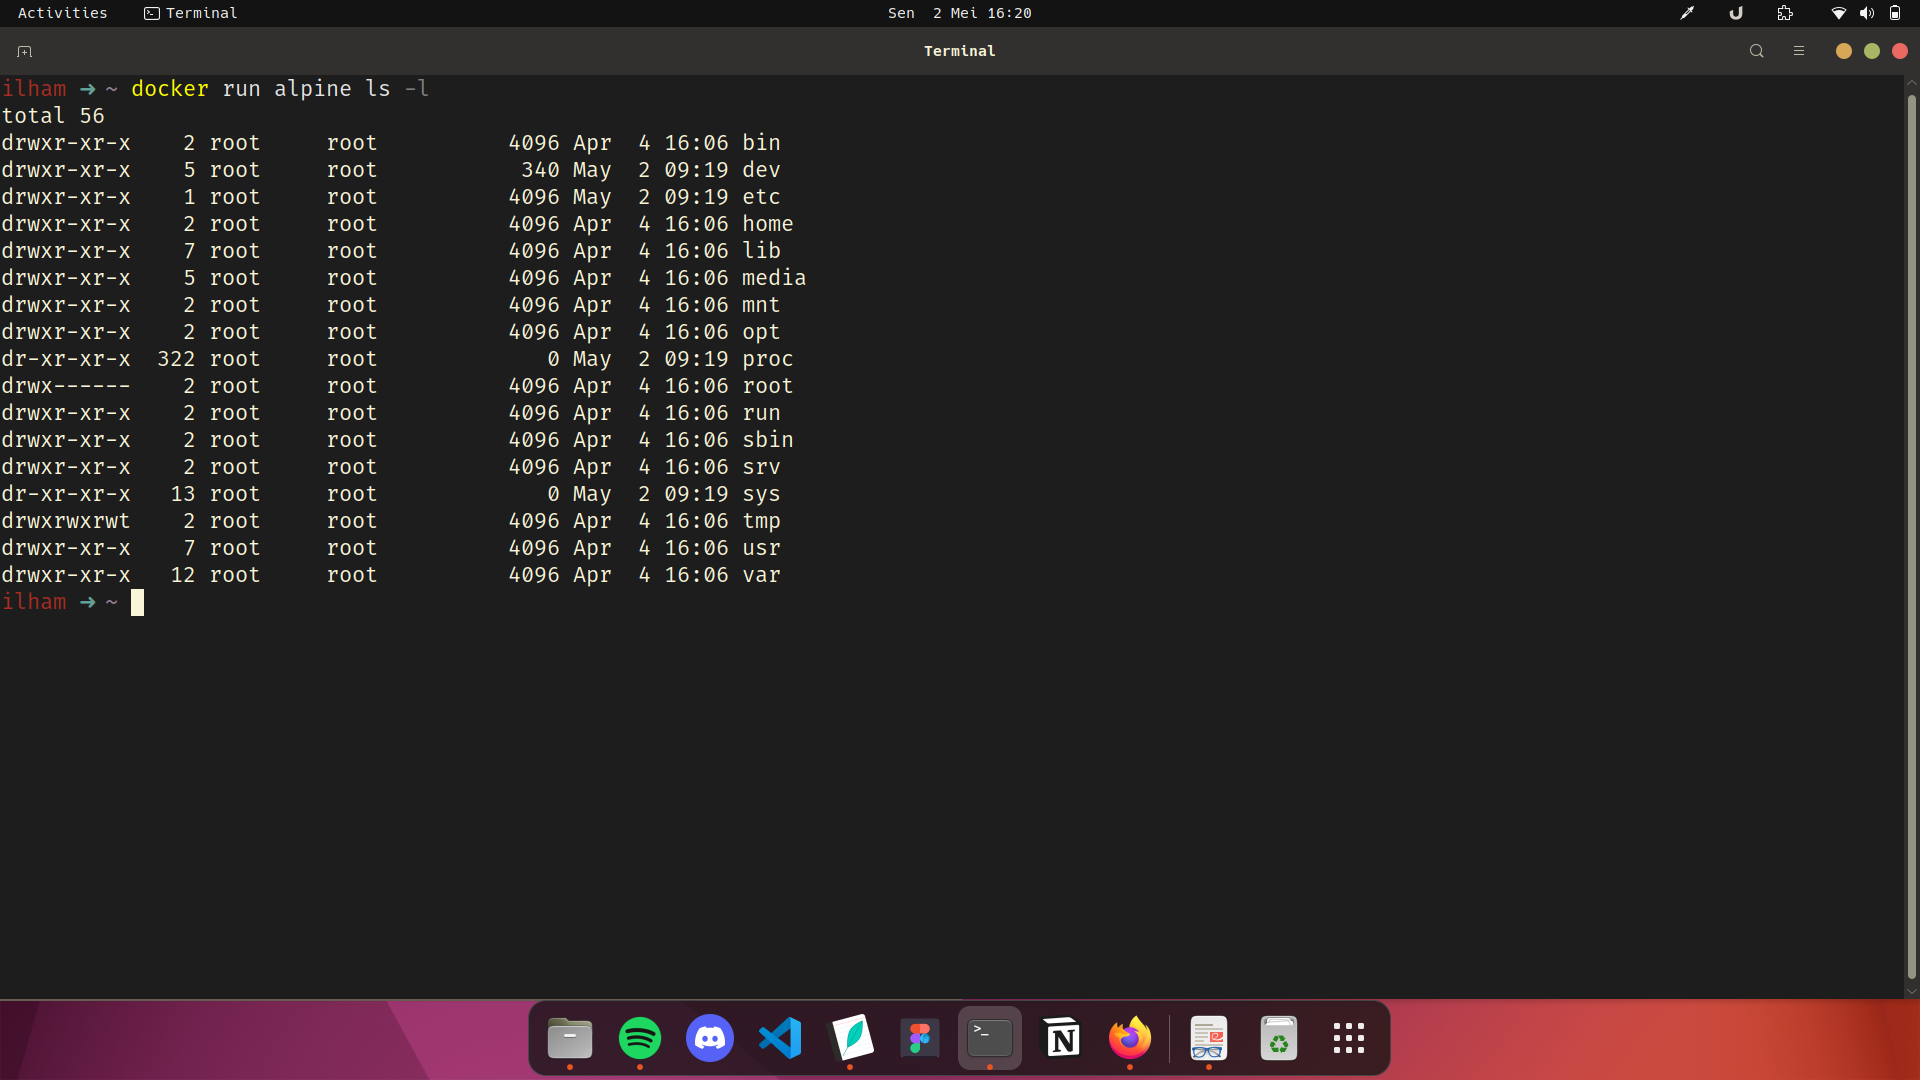 Activities Terminal Sen 2 Mei 16:20
Terminal
ilham ➜ ~ docker run alpine ls -l
total 56
drwxr-xr-x    2 root     root          4096 Apr  4 16:06 bin
drwxr-xr-x    5 root     root           340 May  2 09:19 dev
drwxr-xr-x    1 root     root          4096 May  2 09:19 etc
drwxr-xr-x    2 root     root          4096 Apr  4 16:06 home
drwxr-xr-x    7 root     root          4096 Apr  4 16:06 lib
drwxr-xr-x    5 root     root          4096 Apr  4 16:06 media
drwxr-xr-x    2 root     root          4096 Apr  4 16:06 mnt
drwxr-xr-x    2 root     root          4096 Apr  4 16:06 opt
dr-xr-xr-x  322 root     root             0 May  2 09:19 proc
drwx------    2 root     root          4096 Apr  4 16:06 root
drwxr-xr-x    2 root     root          4096 Apr  4 16:06 run
drwxr-xr-x    2 root     root          4096 Apr  4 16:06 sbin
drwxr-xr-x    2 root     root          4096 Apr  4 16:06 srv
dr-xr-xr-x   13 root     root             0 May  2 09:19 sys
drwxrwxrwt    2 root     root          4096 Apr  4 16:06 tmp
drwxr-xr-x    7 root     root          4096 Apr  4 16:06 usr
drwxr-xr-x   12 root     root          4096 Apr  4 16:06 var
ilham ➜ ~